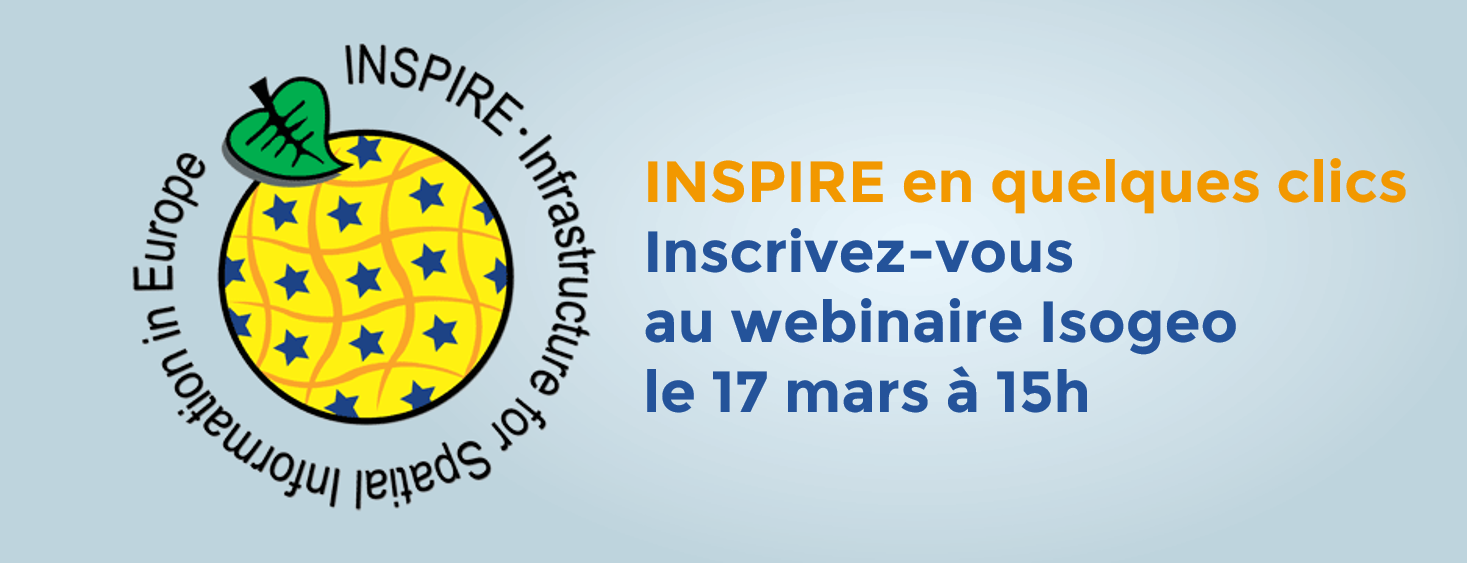 INSPIRE · Infrastructure for Spatial Information in Europe
INSPIRE en quelques clics
Inscrivez-vous
au webinaire Isogeo
le 17 mars à 15h